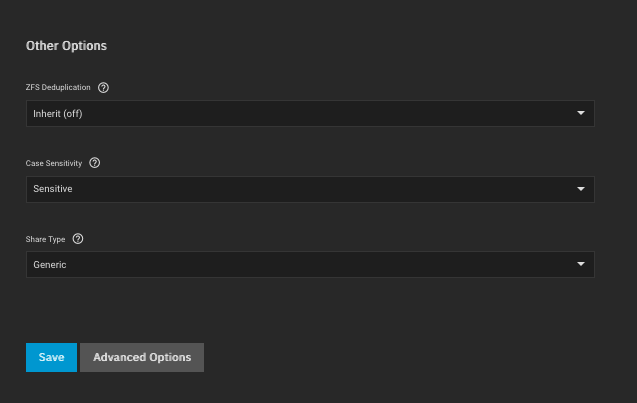 Other Options
ZFS Deduplication
Inherit (off)
Case Sensitivity
Sensitive
Share Type
Generic
Save Advanced Options